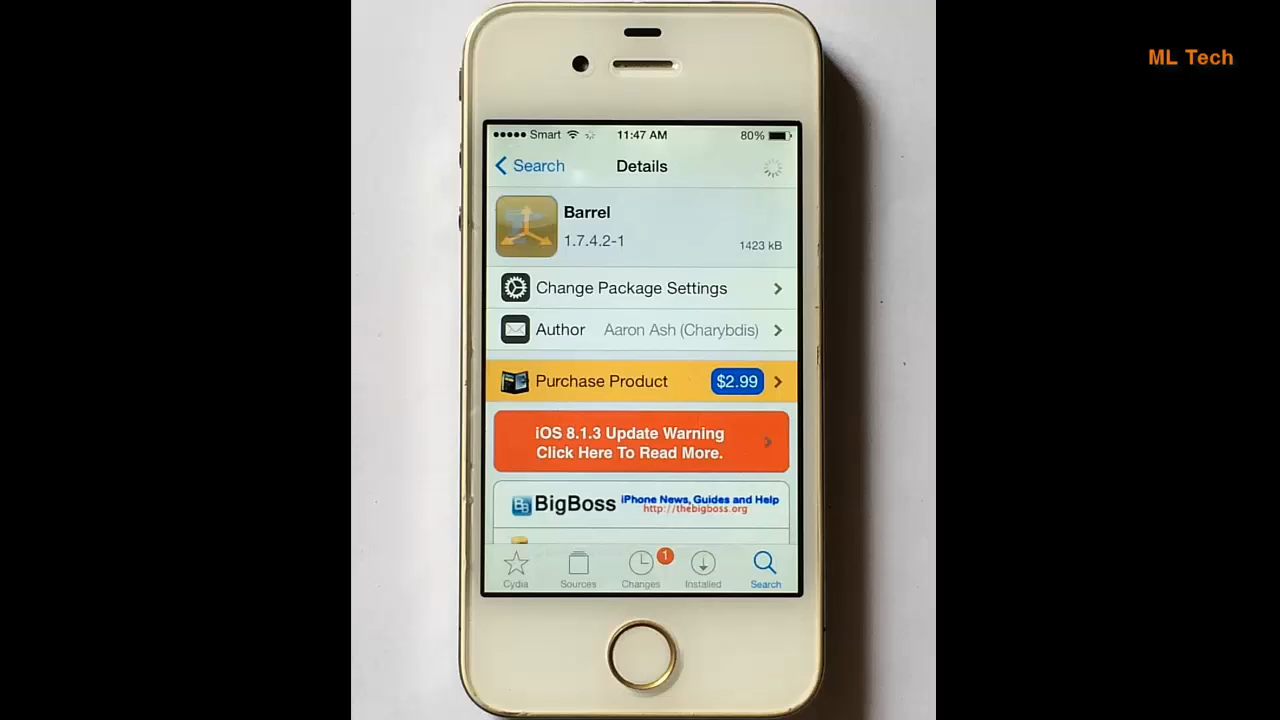 ML Tech
Smart 11:47 AM 80%
Search Details
Barrel
1.7.4.2-1 1423 kB
Change Package Settings
Author Aaron Ash (Charybdis)
Purchase Product $2.99
iOS 8.1.3 Update Warning
Click Here To Read More.
BB BigBoss iPhone News, Guides and Help
http://thebigboss.org
1
Cydia Sources Changes Installed Search